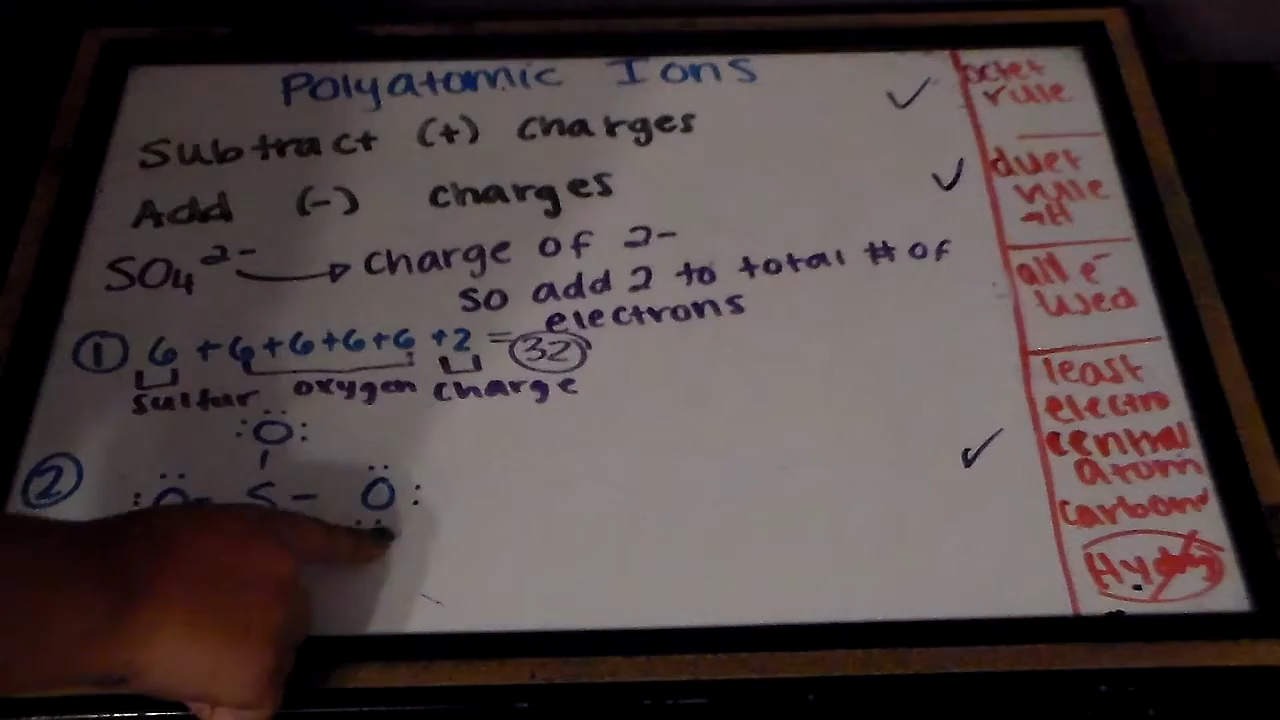 Polyatomic Ions
Subtract (+) charges
Add (-) charges
SO₄²⁻ → charge of 2-
so add 2 to total # of
electrons
① 6 + 6+6+6+6 +2 = 32
sulfur oxygen charge
:O:
② :O - S - O:
octet
rule
duet
rule
→H
all e⁻
used
least
electro
central
atom
carbon